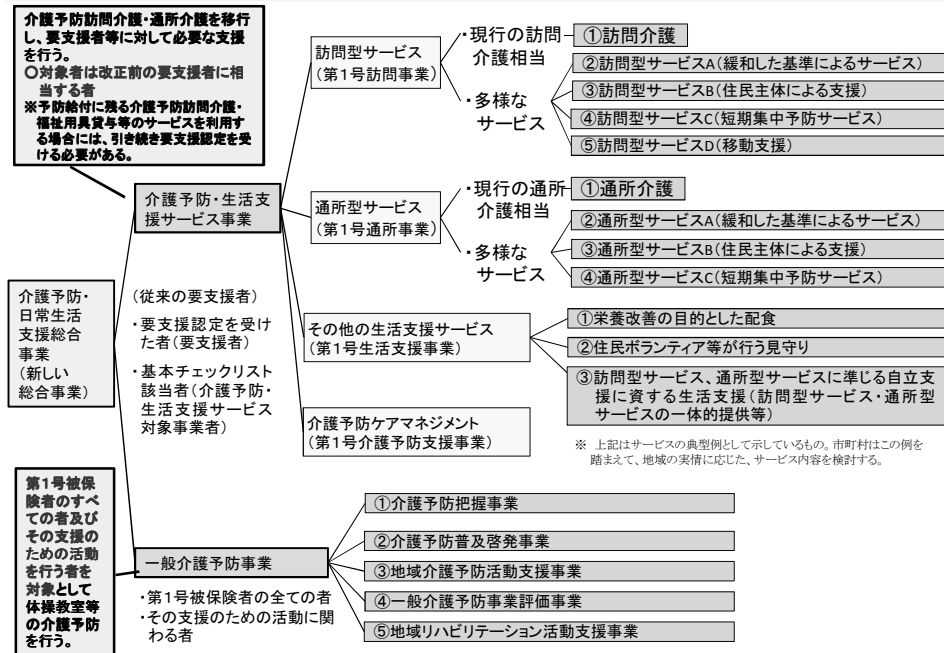 介護予防訪問介護・通所介護を移行
し、要支援者等に対して必要な支援
を行う。
○対象者は改正前の要支援者に相
当する者
※予防給付に残る介護予防訪問介護・
福祉用具貸与等のサービスを利用す
る場合には、引き続き要支援認定を受
ける必要がある。
介護予防・生活支
援サービス事業
介護予防・
日常生活
支援総合
事業
(新しい
総合事業)
(従来の要支援者)
・要支援認定を受け
た者(要支援者)
・基本チェックリスト
該当者(介護予防・
生活支援サービス
対象事業者)
訪問型サービス
(第1号訪問事業)
・現行の訪問
介護相当
①訪問介護
・多様な
サービス
②訪問型サービスA(緩和した基準によるサービス)
③訪問型サービスB(住民主体による支援)
④訪問型サービスC(短期集中予防サービス)
⑤訪問型サービスD(移動支援)
通所型サービス
(第1号通所事業)
・現行の通所
介護相当
①通所介護
・多様な
サービス
②通所型サービスA(緩和した基準によるサービス)
③通所型サービスB(住民主体による支援)
④通所型サービスC(短期集中予防サービス)
その他の生活支援サービス
(第1号生活支援事業)
①栄養改善の目的とした配食
②住民ボランティア等が行う見守り
③訪問型サービス、通所型サービスに準じる自立支
援に資する生活支援(訪問型サービス・通所型
サービスの一体的提供等)
介護予防ケアマネジメント
(第1号介護予防支援事業)
※ 上記はサービスの典型例として示しているもの。市町村はこの例を
踏まえて、地域の実情に応じた、サービス内容を検討する。
第1号被保
険者のすべ
ての者及び
その支援の
ための活動
を行う者を
対象として
体操教室等
の介護予防
を行う。
一般介護予防事業
・第1号被保険者の全ての者
・その支援のための活動に関
わる者
①介護予防把握事業
②介護予防普及啓発事業
③地域介護予防活動支援事業
④一般介護予防事業評価事業
⑤地域リハビリテーション活動支援事業